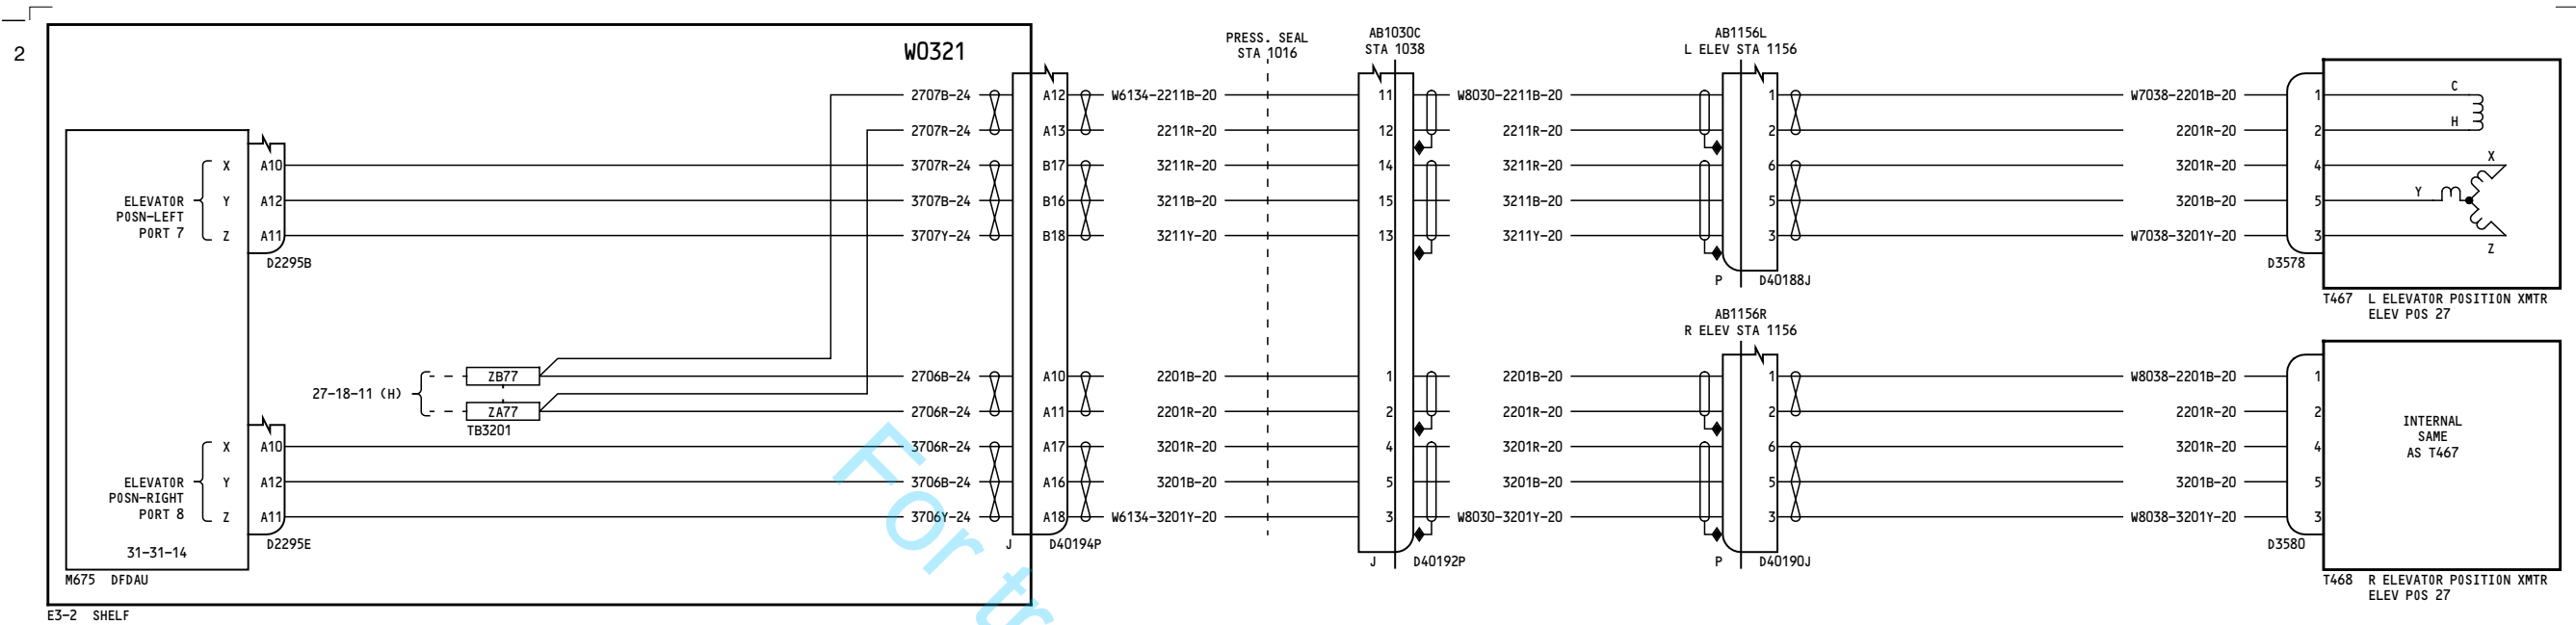 2
W0321
PRESS. SEAL
STA 1016
AB1030C
STA 1038
AB1156L
L ELEV STA 1156
2707B-24 A12 W6134-2211B-20 11 W8030-2211B-20 1 W7038-2201B-20 1 C
2707R-24 A13 2211R-20 12 2211R-20 2 2201R-20 2 H
X A10 3707R-24 B17 3211R-20 14 3211R-20 6 3201R-20 4 X
ELEVATOR
POSN-LEFT
PORT 7
Y A12 3707B-24 B16 3211B-20 15 3211B-20 5 3201B-20 5 Y
Z A11 3707Y-24 B18 3211Y-20 13 3211Y-20 3 W7038-3201Y-20 3 Z
D2295B
D3578
P D40188J
T467 L ELEVATOR POSITION XMTR
ELEV POS 27
AB1156R
R ELEV STA 1156
27-18-11 (H)
ZB77 2706B-24 A10 2201B-20 1 2201B-20 1 W8038-2201B-20 1
ZA77 2706R-24 A11 2201R-20 2 2201R-20 2 2201R-20 2
TB3201
X A10 3706R-24 A17 3201R-20 4 3201R-20 6 3201R-20 4
ELEVATOR
POSN-RIGHT
PORT 8
Y A12 3706B-24 A16 3201B-20 5 3201B-20 5 3201B-20 5
Z A11 3706Y-24 A18 W6134-3201Y-20 3 W8030-3201Y-20 3 W8038-3201Y-20 3
INTERNAL
SAME
AS T467
D2295E
J D40194P
D3580
31-31-14
J D40192P
P D40190J
M675 DFDAU
T468 R ELEVATOR POSITION XMTR
ELEV POS 27
E3-2 SHELF
For tr